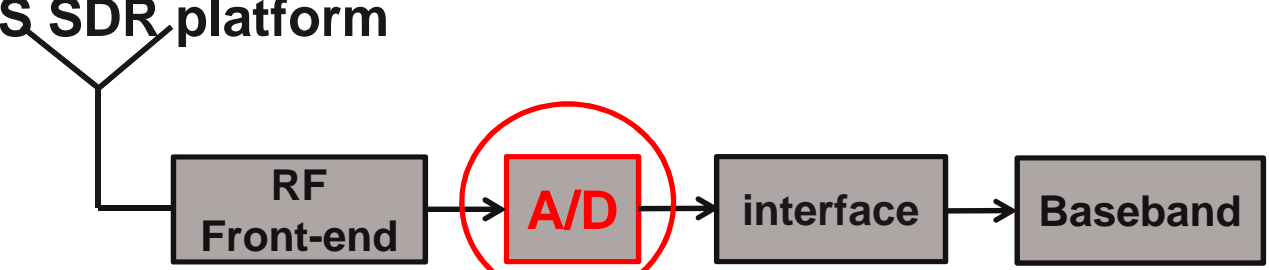 S SDR platform
RF
Front-end
A/D
interface
Baseband